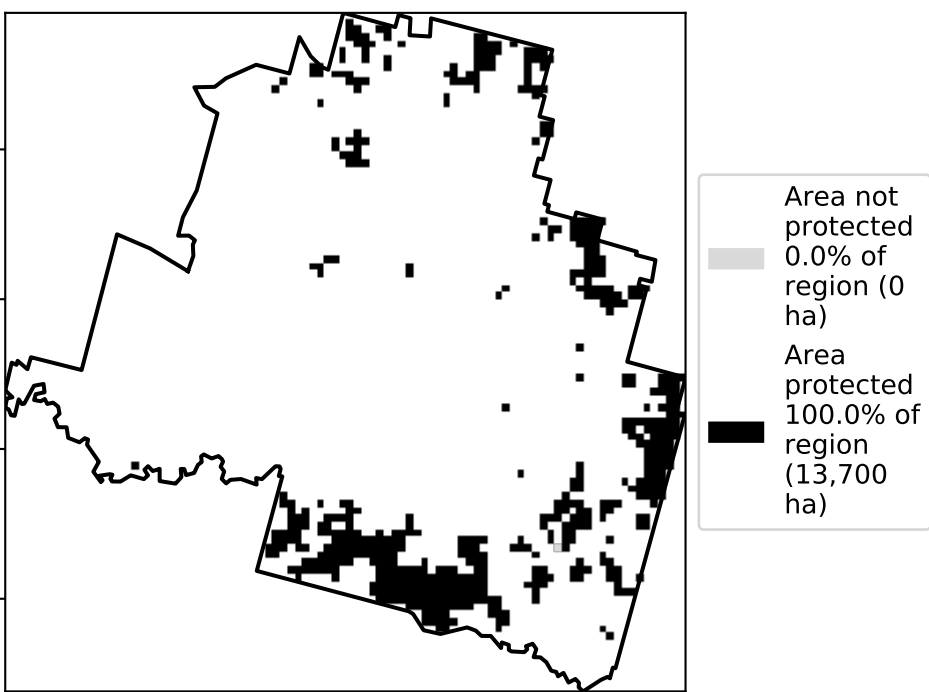 Area not
protected
0.0% of
region (0
ha)
Area
protected
100.0% of
region
(13,700
ha)